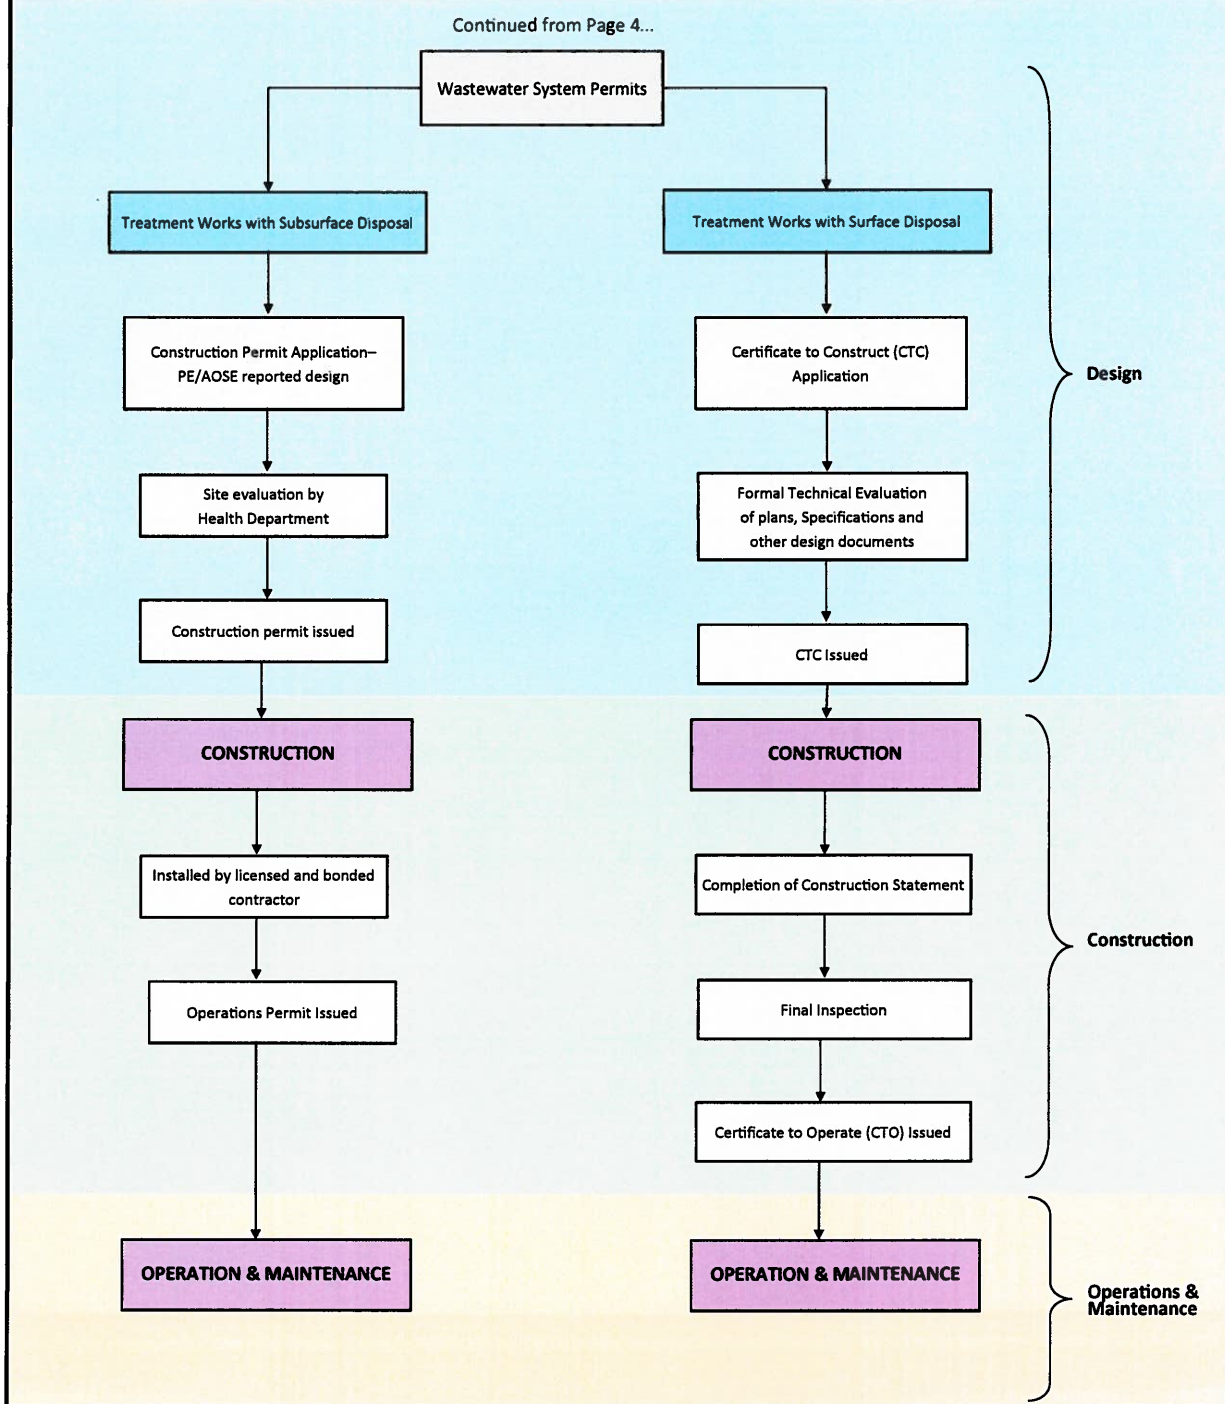 Continued from Page 4...
Wastewater System Permits
Treatment Works with Subsurface Disposal
Construction Permit Application–
PE/AOSE reported design
Site evaluation by
Health Department
Construction permit issued
CONSTRUCTION
Installed by licensed and bonded
contractor
Operations Permit Issued
OPERATION & MAINTENANCE
Treatment Works with Surface Disposal
Certificate to Construct (CTC)
Application
Formal Technical Evaluation
of plans, Specifications and
other design documents
CTC Issued
CONSTRUCTION
Completion of Construction Statement
Final Inspection
Certificate to Operate (CTO) Issued
OPERATION & MAINTENANCE
Design
Construction
Operations &
Maintenance